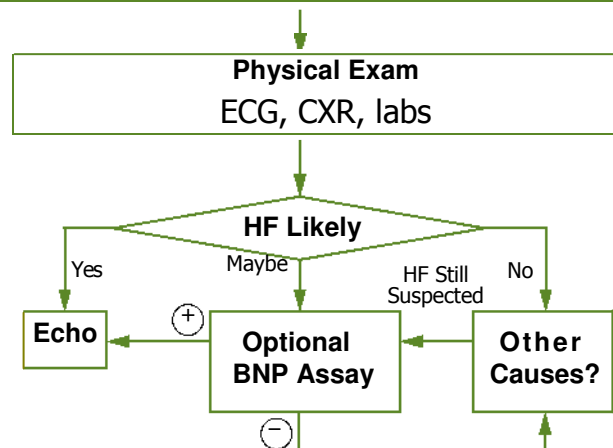 Physical Exam
ECG, CXR, labs
HF Likely
Yes
Maybe
HF Still
Suspected
No
Echo
+
Optional
BNP Assay
Other
Causes?
−